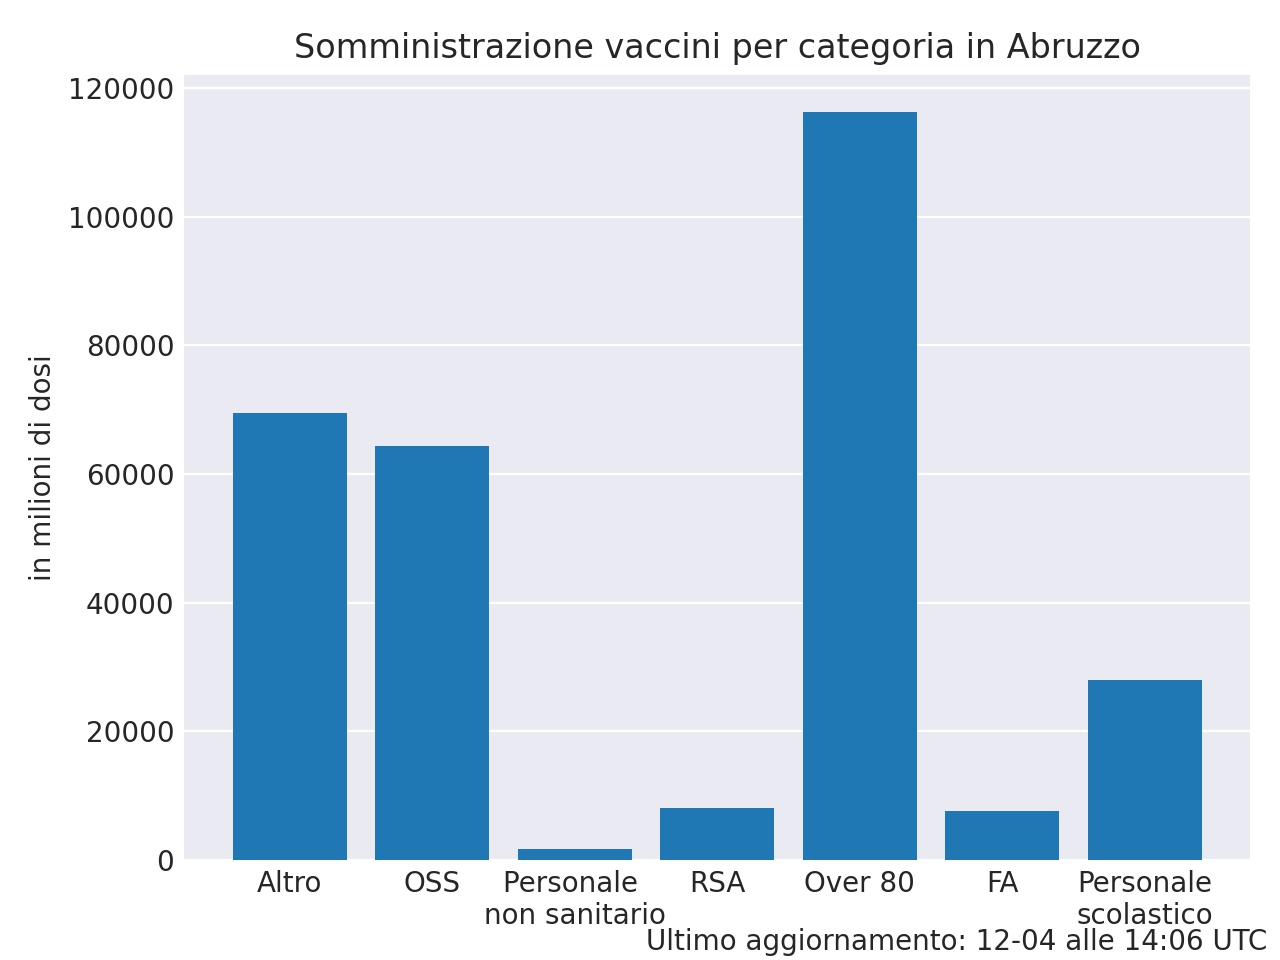 Somministrazione vaccini per categoria in Abruzzo
120000
100000
80000
60000
40000
20000
0
in milioni di dosi
Altro OSS Personale RSA Over 80 FA Personale
non sanitario scolastico
Ultimo aggiornamento: 12-04 alle 14:06 UTC